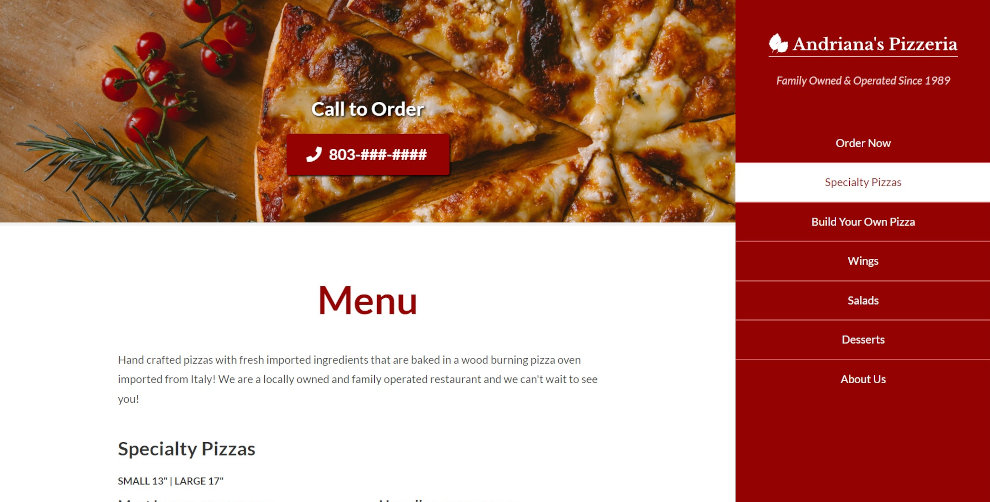 Call to Order
803-###-####
Andriana's Pizzeria
Family Owned & Operated Since 1989
Order Now
Specialty Pizzas
Build Your Own Pizza
Wings
Salads
Desserts
About Us
Menu
Hand crafted pizzas with fresh imported ingredients that are baked in a wood burning pizza oven
imported from Italy! We are a locally owned and family operated restaurant and we can't wait to see
you!
Specialty Pizzas
SMALL 13" | LARGE 17"